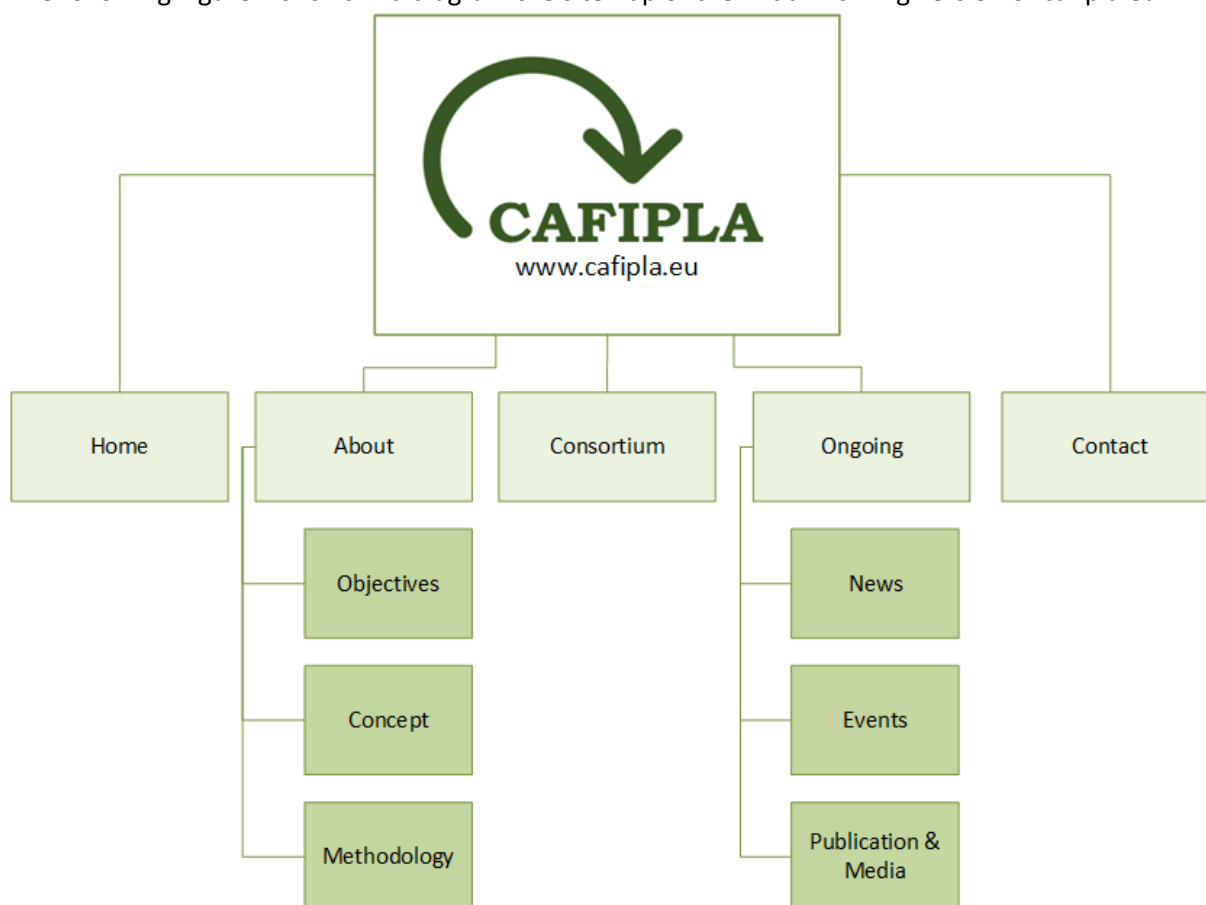 CAFIPLA
www.cafipla.eu
Home
About
Consortium
Ongoing
Contact
Objectives
News
Concept
Events
Methodology
Publication &
Media